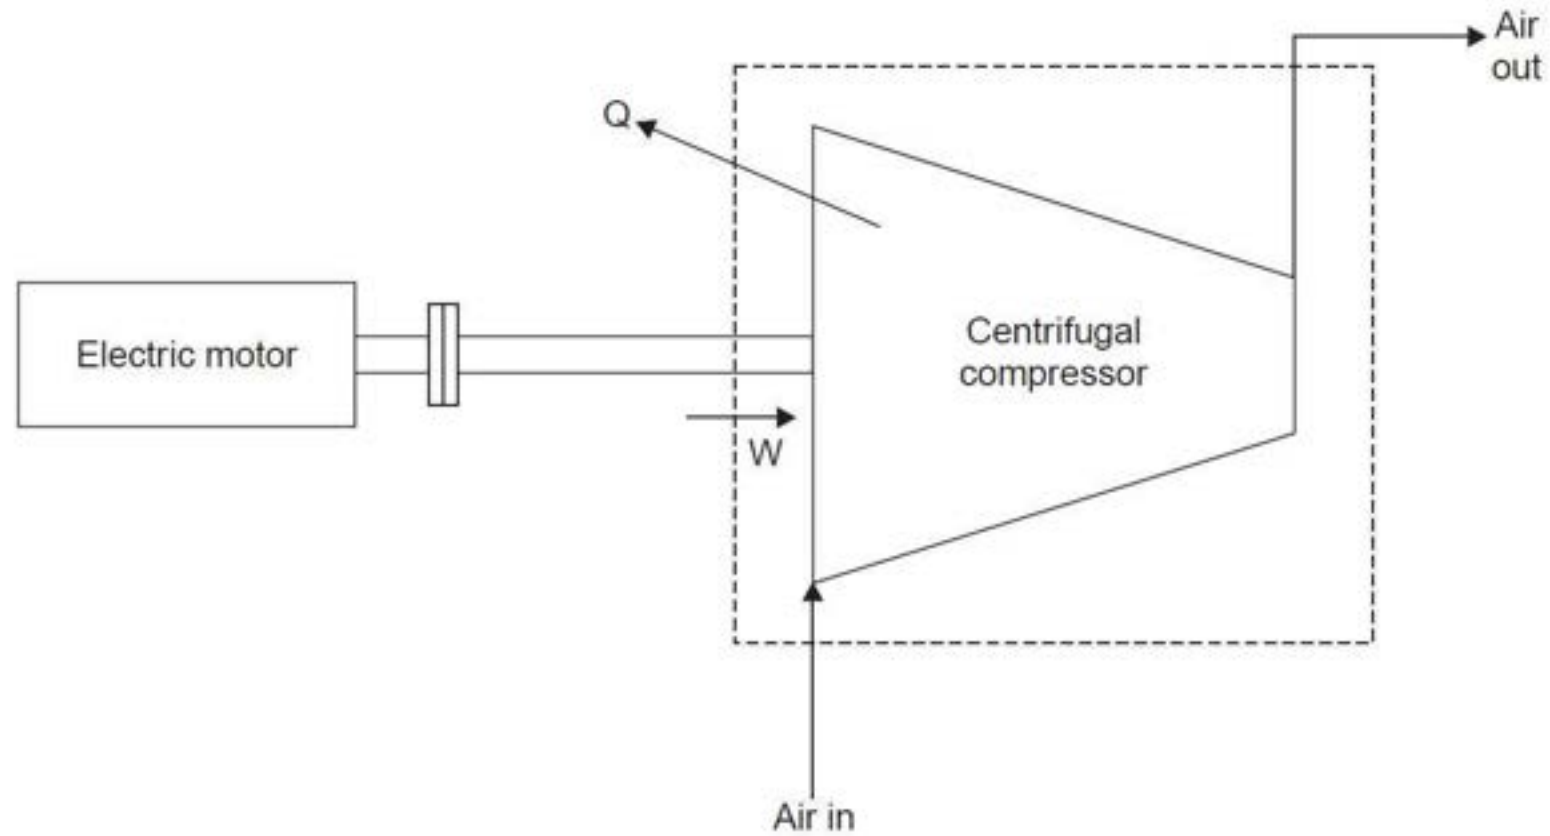 Air
out
Q
Electric motor
Centrifugal
compressor
W
Air in